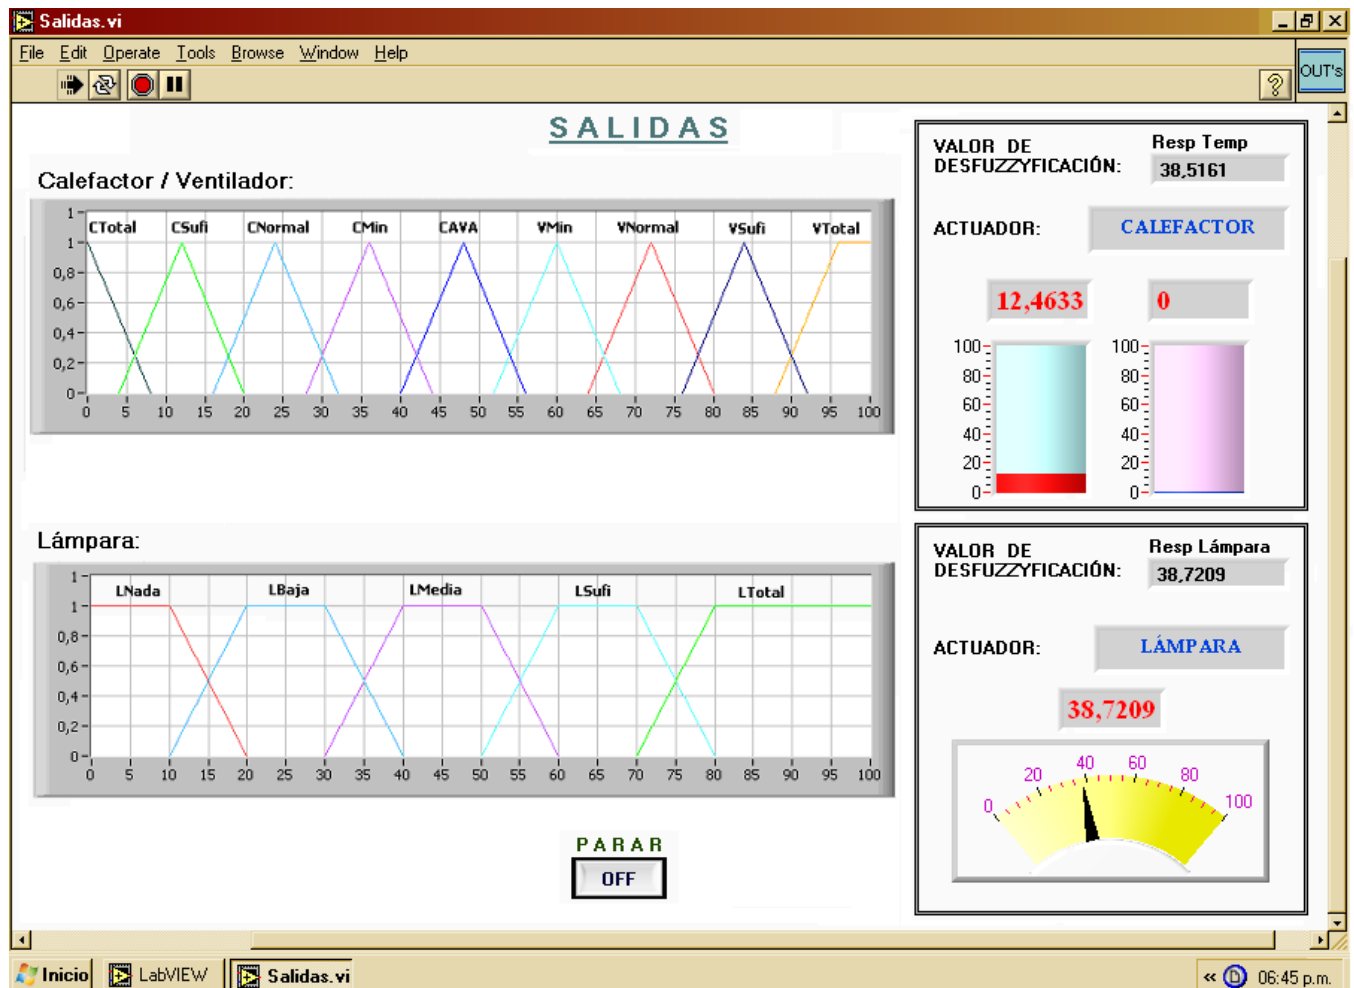 Salidas.vi
File Edit Operate Tools Browse Window Help
OUT's
SALIDAS
Calefactor / Ventilador:
1
CTotal CSufi CNormal CMin CAVA VMin VNormal VSufi VTotal
1
0,8
0,6
0,4
0,2
0
0 5 10 15 20 25 30 35 40 45 50 55 60 65 70 75 80 85 90 95 100
VALOR DE
DESFUZZYFICACIÓN:
Resp Temp
38,5161
ACTUADOR:
CALEFACTOR
12,4633
0
100
80
60
40
20
0
100
80
60
40
20
0
Lámpara:
1
LNada LBaja LMedia LSufi LTotal
1
0,8
0,6
0,4
0,2
0
0 5 10 15 20 25 30 35 40 45 50 55 60 65 70 75 80 85 90 95 100
VALOR DE
DESFUZZYFICACIÓN:
Resp Lámpara
38,7209
ACTUADOR:
LÁMPARA
38,7209
0 20 40 60 80 100
PARAR
OFF
Inicio LabVIEW Salidas.vi 06:45 p.m.